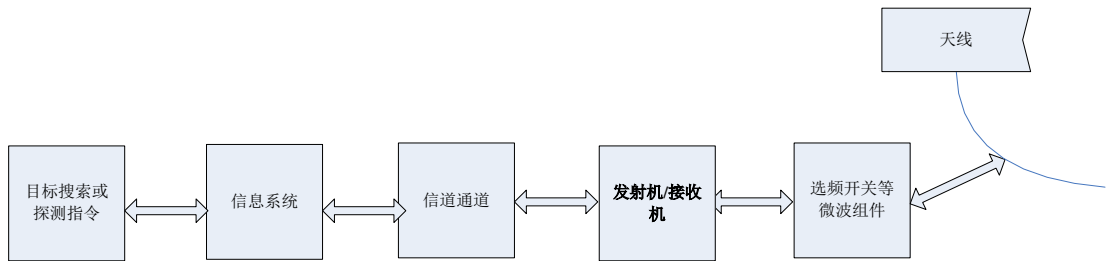 天线
目标搜索或
探测指令
信息系统
信道通道
发射机/接收
机
选频开关等
微波组件